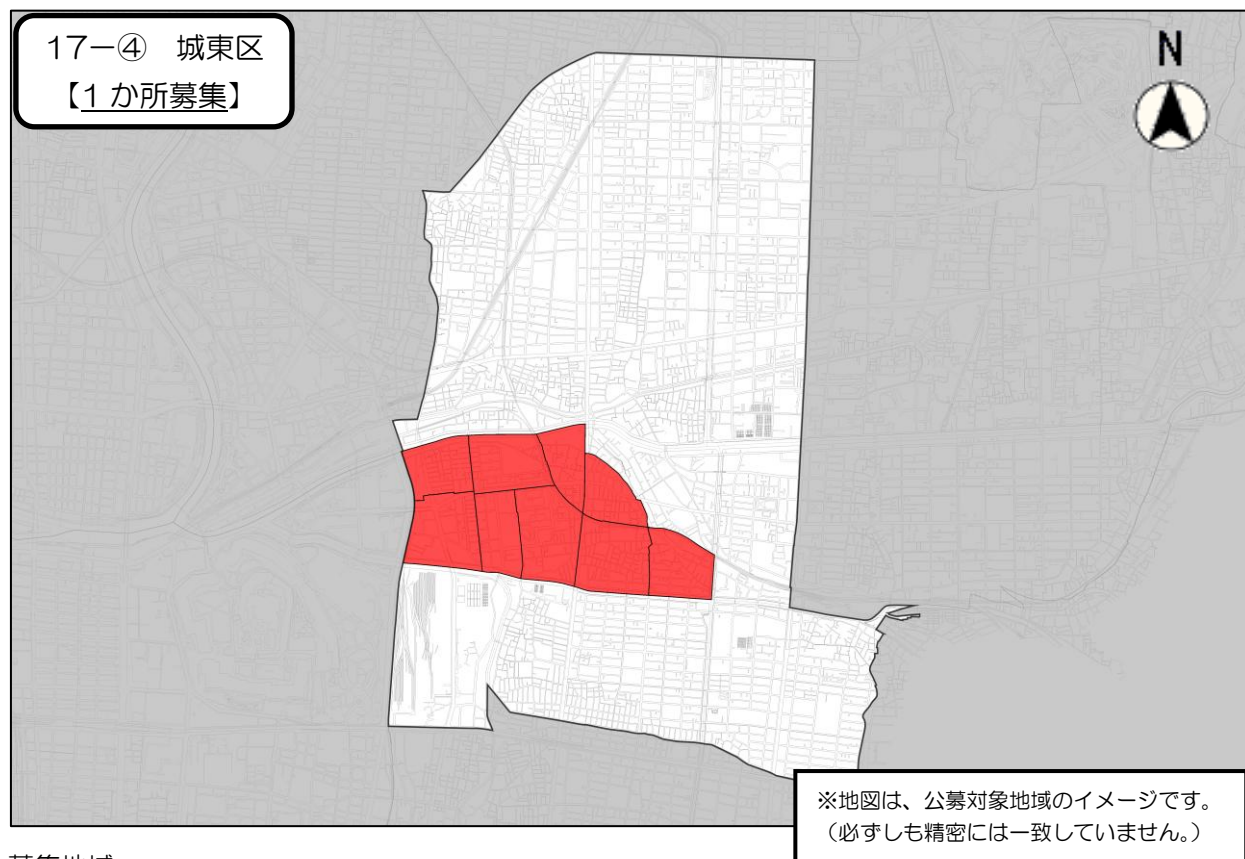 17－④　城東区
【1 か所募集】
N
※地図は、公募対象地域のイメージです。
（必ずしも精密には一致していません。）